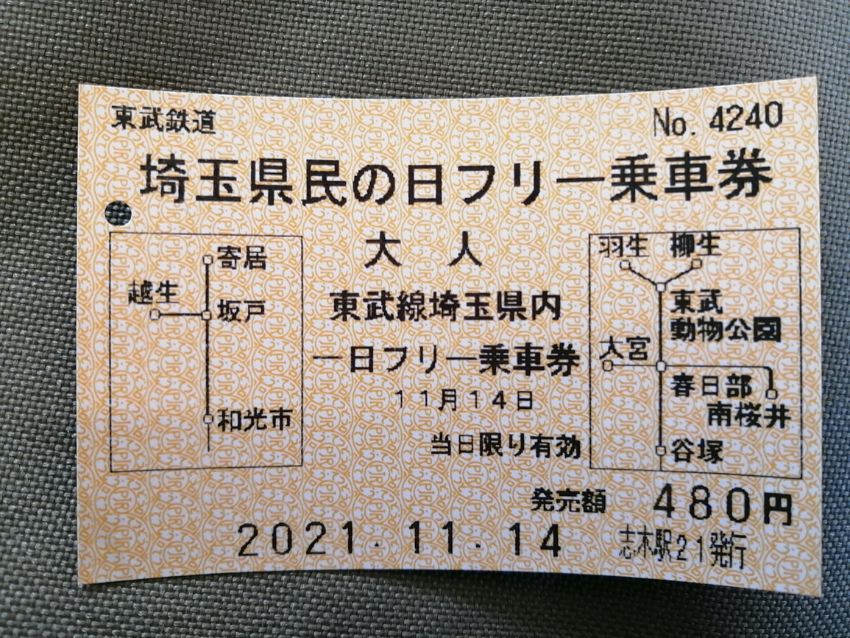 東武鉄道
No. 4240
埼玉県民の日フリー乗車券
大人
寄居
越生
坂戸
和光市
東武線埼玉県内
一日フリー乗車券
11月14日
当日限り有効
羽生 柳生
東武
動物公園
大宮
春日部
南桜井
谷塚
発売額 480円
2021.11.14
志木駅21発行